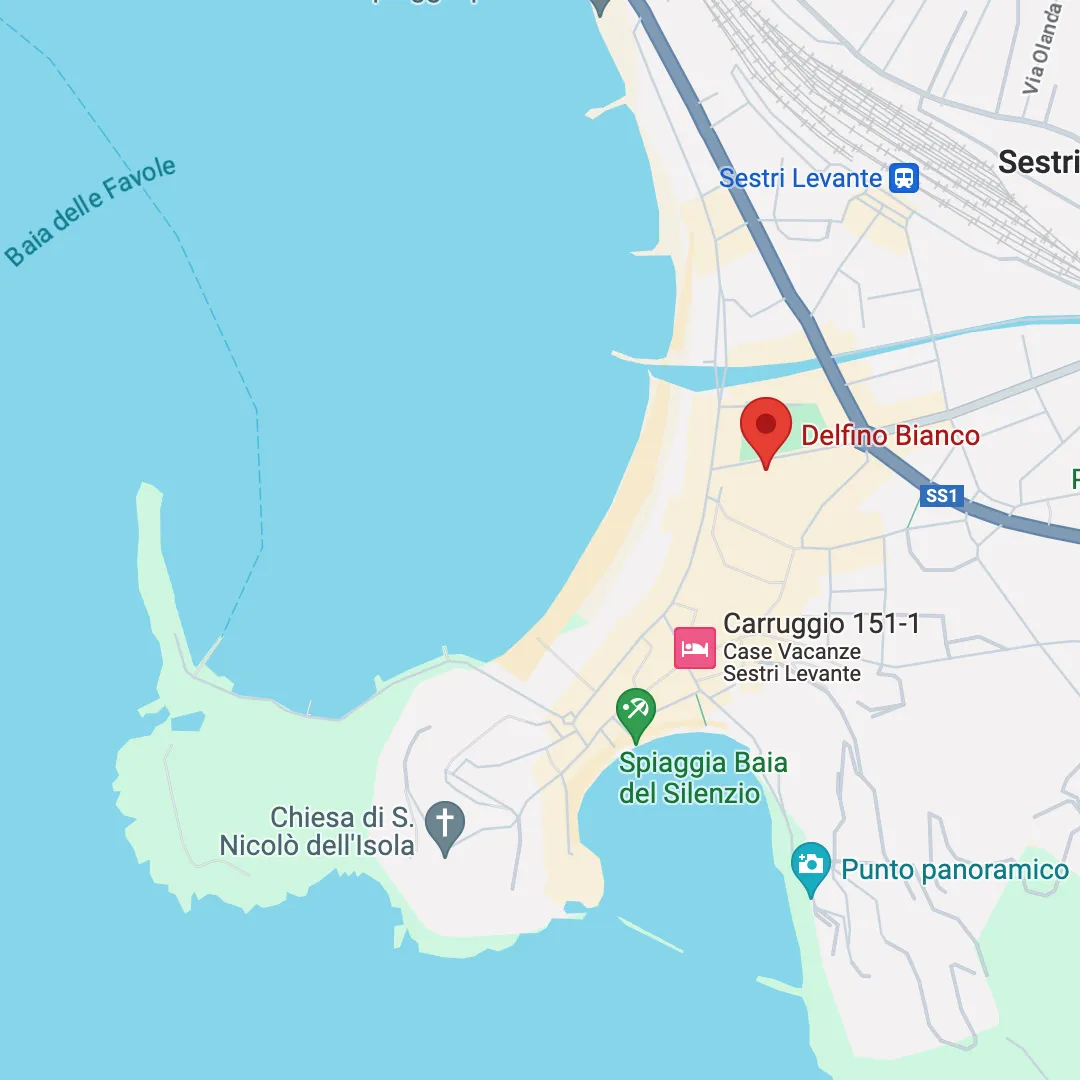 Via Olanda
Sestri
Sestri Levante
Baia delle Favole
Delfino Bianco
SS1
Carruggio 151-1
Case Vacanze
Sestri Levante
Spiaggia Baia
del Silenzio
Chiesa di S.
Nicolò dell'Isola
Punto panoramico